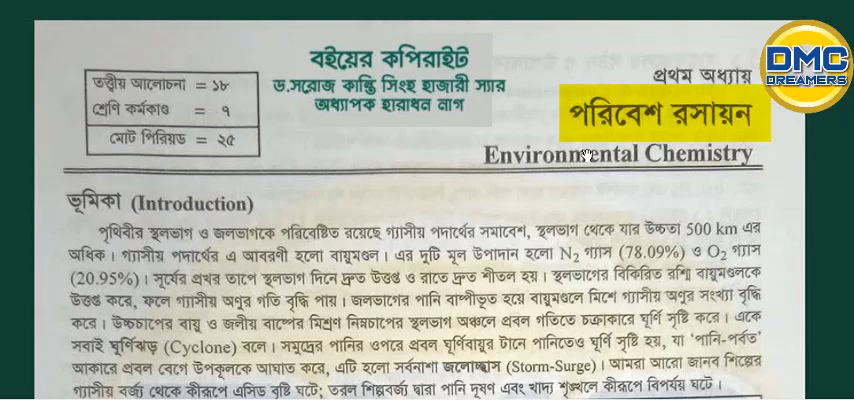 DMC
DREAMERS
বইয়ের কপিরাইট
ড.সরোজ কান্তি সিংহ হাজারী স্যার
অধ্যাপক হারাধন নাগ
তত্ত্বীয় আলোচনা = ১৮
শ্রেণি কর্মকাণ্ড = ৭
মোট পিরিয়ড = ২৫
প্রথম অধ্যায়
পরিবেশ রসায়ন
Environmental Chemistry
ভূমিকা (Introduction)
পৃথিবীর স্থলভাগ ও জলভাগকে পরিবেষ্টিত রয়েছে গ্যাসীয় পদার্থের সমাবেশ, স্থলভাগ থেকে যার উচ্চতা 500 km এর
অধিক। গ্যাসীয় পদার্থের এ আবরণী হলো বায়ুমণ্ডল। এর দুটি মূল উপাদান হলো N₂ গ্যাস (78.09%) ও O₂ গ্যাস
(20.95%)। সূর্যের প্রখর তাপে স্থলভাগ দিনে দ্রুত উত্তপ্ত ও রাতে দ্রুত শীতল হয়। স্থলভাগের বিকিরিত রশ্মি বায়ুমণ্ডলকে
উত্তপ্ত করে, ফলে গ্যাসীয় অণুর গতি বৃদ্ধি পায়। জলভাগের পানি বাষ্পীভূত হয়ে বায়ুমণ্ডলে মিশে গ্যাসীয় অণুর সংখ্যা বৃদ্ধি
করে। উচ্চচাপের বায়ু ও জলীয় বাষ্পের মিশ্রণ নিম্নচাপের স্থলভাগ অঞ্চলে প্রবল গতিতে চক্রাকারে ঘূর্ণি সৃষ্টি করে। একে
সবাই ঘূর্ণিঝড় (Cyclone) বলে। সমুদ্রের পানির ওপরে প্রবল ঘূর্ণিবায়ুর টানে পানিতেও ঘূর্ণি সৃষ্টি হয়, যা ‘পানি-পর্বত’
আকারে প্রবল বেগে উপকূলকে আঘাত করে, এটি হলো সর্বনাশা জলোচ্ছ্বাস (Storm-Surge)। আমরা আরো জানব শিল্পের
গ্যাসীয় বর্জ্য থেকে কীরূপে এসিড বৃষ্টি ঘটে; তরল শিল্পবর্জ্য দ্বারা পানি দূষণ এবং খাদ্য শৃঙ্খলে কীরূপে বিপর্যয় ঘটে।